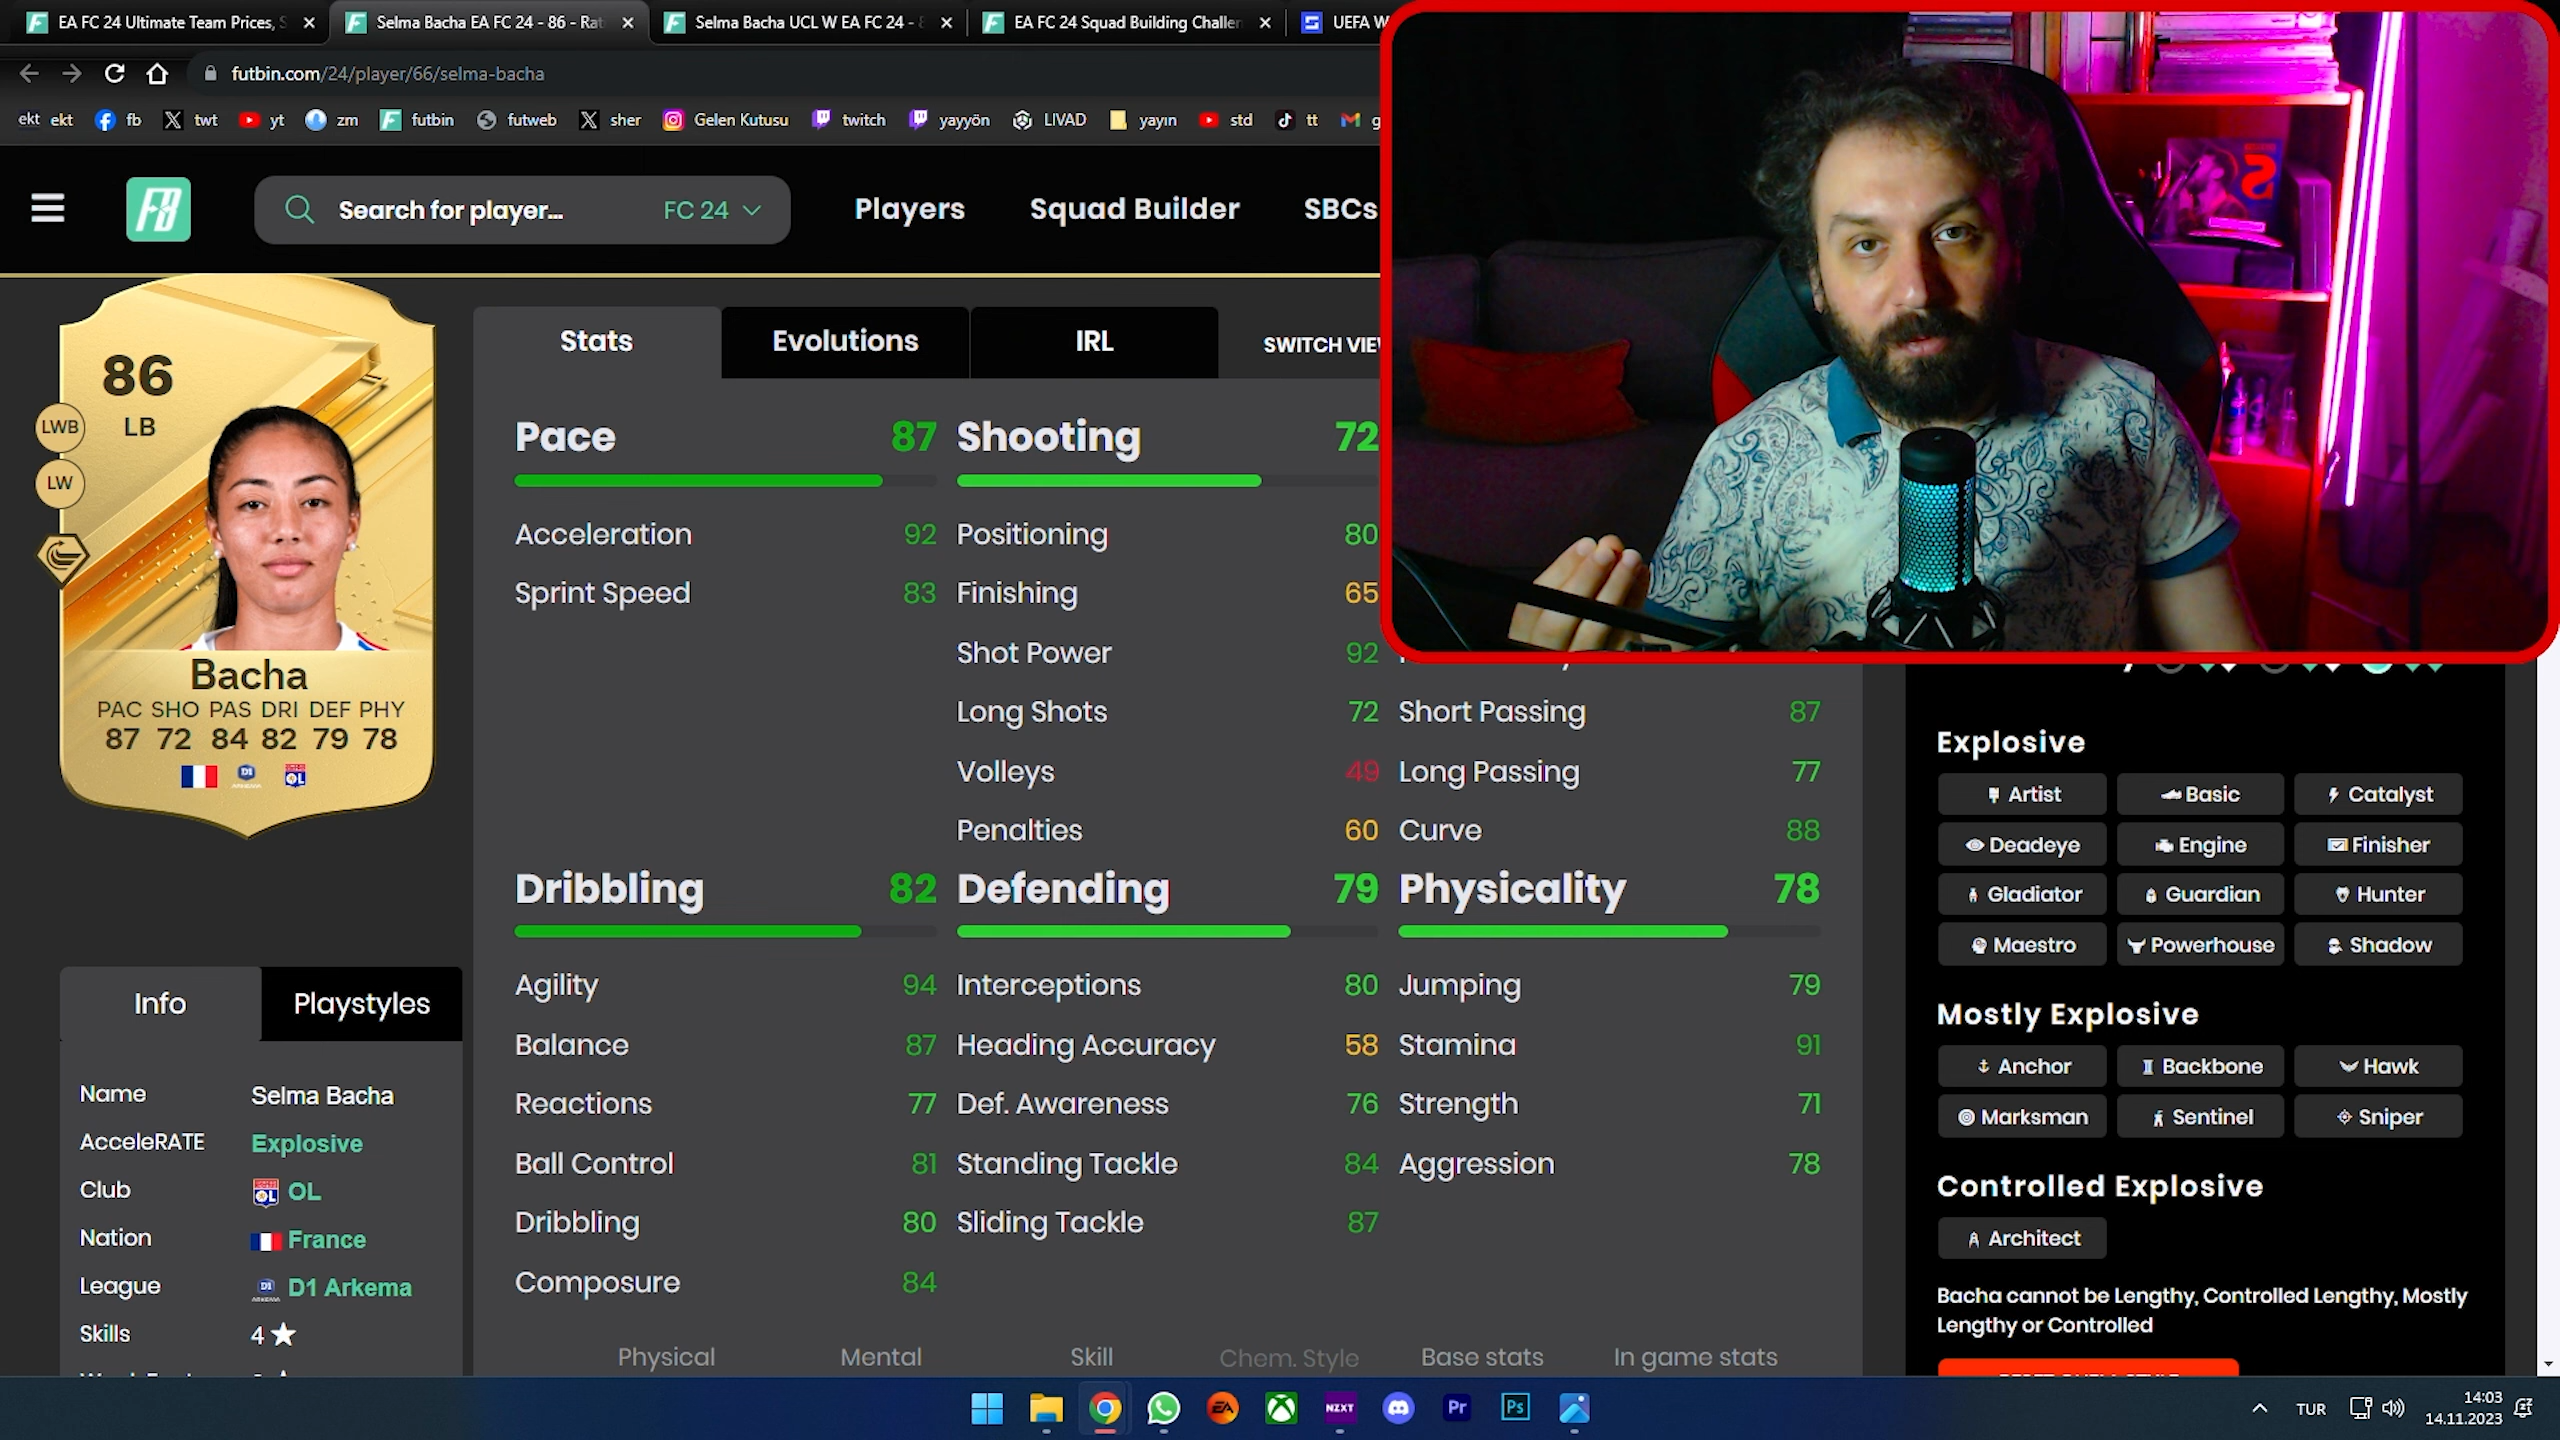 EA FC 24 Ultimate Team Prices, S
Selma Bacha EA FC 24 - 86 - Rat
Selma Bacha UCL W EA FC 24 - 8
EA FC 24 Squad Building Challen
UEFA W
futbin.com/24/player/66/selma-bacha
ekt ekt fb twt yt zm futbin futweb sher Gelen Kutusu twitch yayyön LIVAD yayın std tt g
Search for player... FC 24
Players
Squad Builder
SBCs
86
LB
LWB
LW
Bacha
PAC SHO PAS DRI DEF PHY
87 72 84 82 79 78
Stats
Evolutions
IRL
SWITCH VIEW
Pace 87
Acceleration 92
Sprint Speed 83
Shooting 72
Positioning 80
Finishing 65
Shot Power 92
Long Shots 72
Volleys 49
Penalties 60
Short Passing 87
Long Passing 77
Curve 88
Dribbling 82
Agility 94
Balance 87
Reactions 77
Ball Control 81
Dribbling 80
Composure 84
Defending 79
Interceptions 80
Heading Accuracy 58
Def. Awareness 76
Standing Tackle 84
Sliding Tackle 87
Physicality 78
Jumping 79
Stamina 91
Strength 71
Aggression 78
Physical Mental Skill Chem. Style Base stats In game stats
Info
Playstyles
Name Selma Bacha
AcceleRATE Explosive
Club OL
Nation France
League D1 Arkema
Skills 4
Explosive
Artist Basic Catalyst
Deadeye Engine Finisher
Gladiator Guardian Hunter
Maestro Powerhouse Shadow
Mostly Explosive
Anchor Backbone Hawk
Marksman Sentinel Sniper
Controlled Explosive
Architect
Bacha cannot be Lengthy, Controlled Lengthy, Mostly
Lengthy or Controlled
NZXT
Pr
Ps
TUR
14:03
14.11.2023